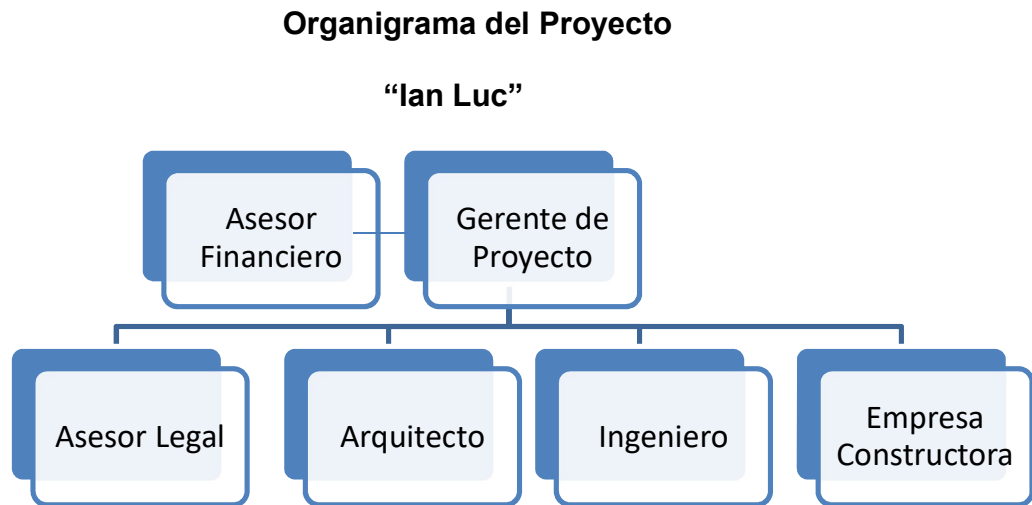 Organigrama del Proyecto
“Ian Luc”
Asesor
Financiero
Gerente de
Proyecto
Asesor Legal
Arquitecto
Ingeniero
Empresa
Constructora